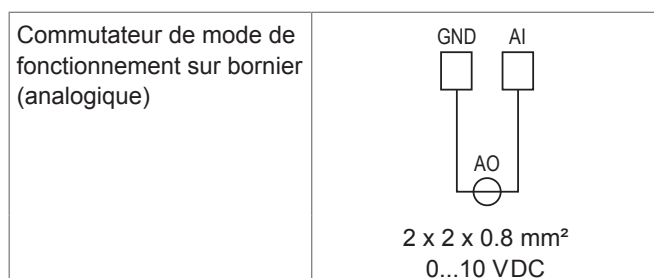 Commutateur de mode de
fonctionnement sur bornier
(analogique)
GND AI
AO
2 x 2 x 0.8 mm²
0...10 VDC